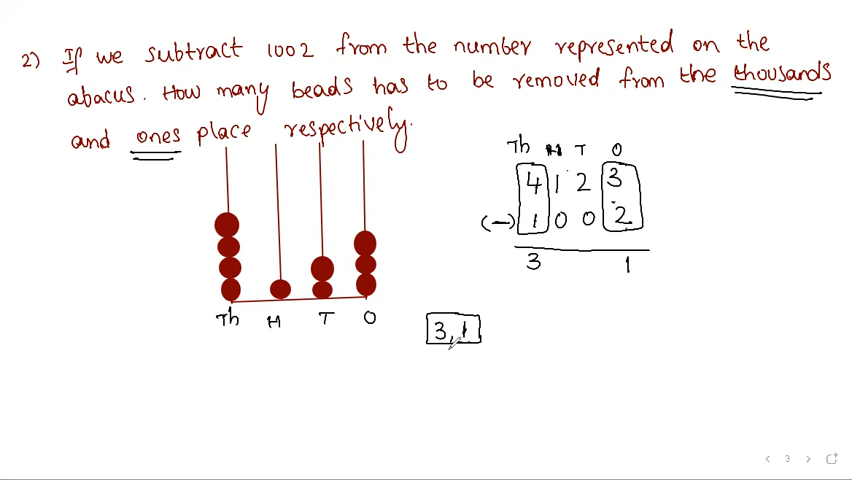 2) If we subtract 1002 from the number represented on the
abacus. How many beads has to be removed from the thousands
and ones place respectively.
Th H T O
4 1 2 3
(-) 1 0 0 2
3 1
Th H T O
3, 1
3